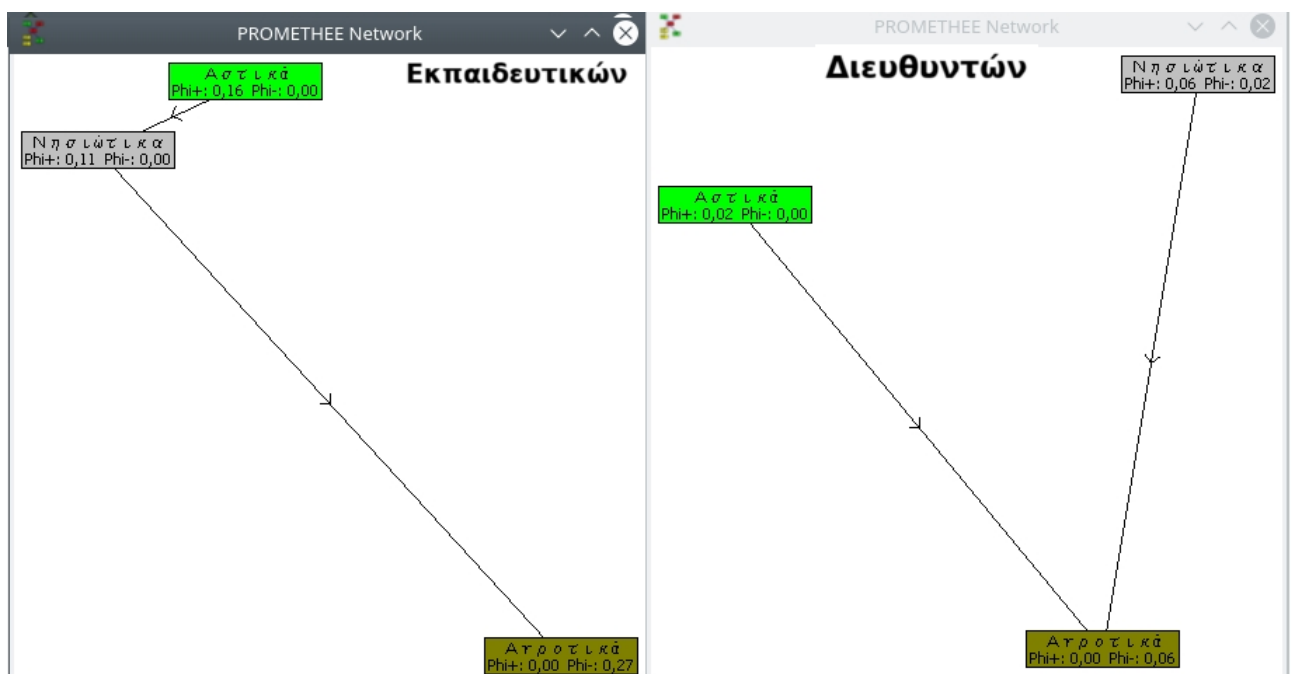 PROMETHEE Network
Εκπαιδευτικών
Αστικά
Phi+: 0,16 Phi-: 0,00
Νησιώτικα
Phi+: 0,11 Phi-: 0,00
Αγροτικά
Phi+: 0,00 Phi-: 0,27
PROMETHEE Network
Διευθυντών
Νησιώτικα
Phi+: 0,06 Phi-: 0,02
Αστικά
Phi+: 0,02 Phi-: 0,00
Αγροτικά
Phi+: 0,00 Phi-: 0,06